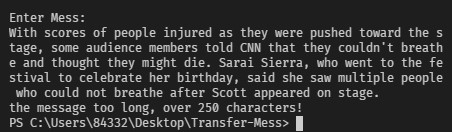 Enter Mess:
With scores of people injured as they were pushed toward the s
tage, some audience members told CNN that they couldn't breath
e and thought they might die. Sarai Sierra, who went to the fe
stival to celebrate her birthday, said she saw multiple people
 who could not breathe after Scott appeared on stage.
the message too long, over 250 characters!
PS C:\Users\84332\Desktop\Transfer-Mess>